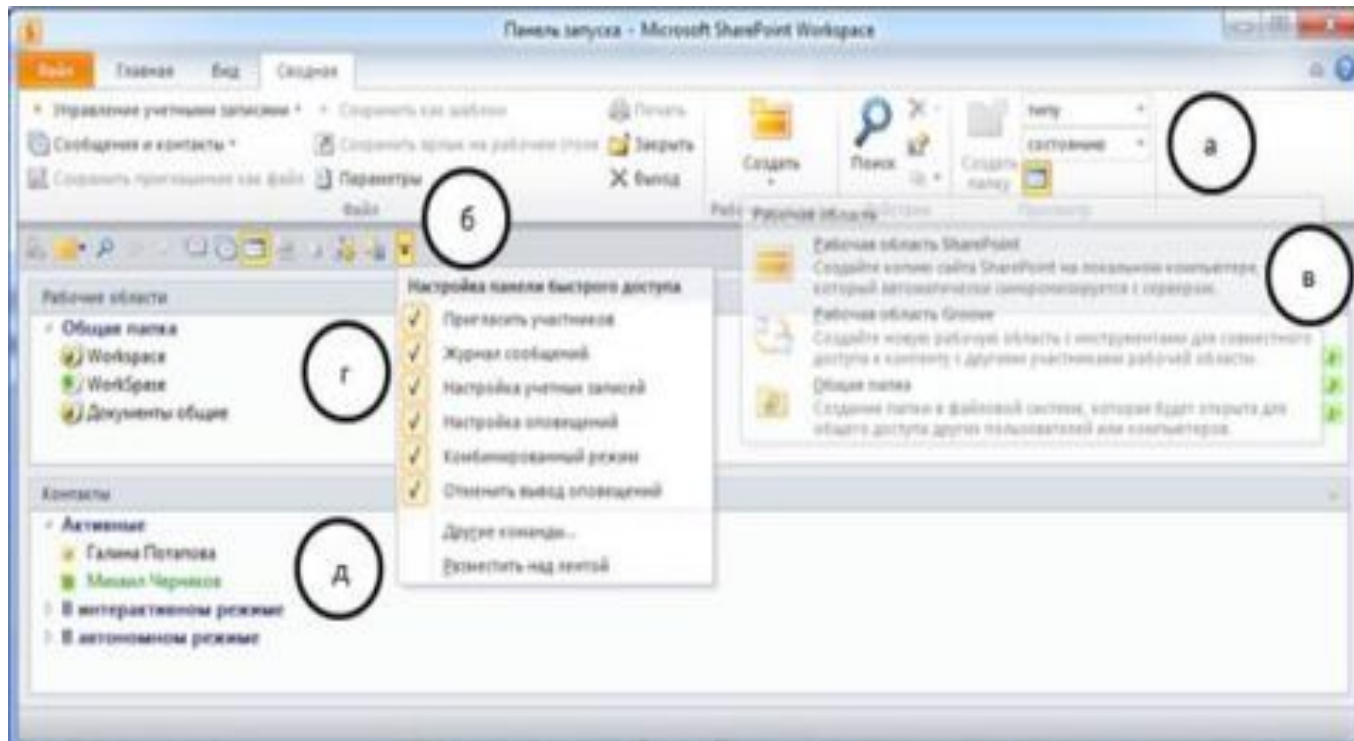 Панель запуска - Microsoft SharePoint Workspace
Файл Главная Вид Сводная
Управление учетными записями
Сообщения и контакты
Сохранить приглашение как файл
Сохранить как шаблон
Сохранить ярлык на рабочем столе
Параметры
Печать
Закрыть
Выход
Файл
Создать
Поиск
Создать папку
типу
состоянию
Действия
Просмотр
а
б
Рабочая область
Рабочая область SharePoint
Создайте копию сайта SharePoint на локальном компьютере,
который автоматически синхронизируется с сервером.
Рабочая область Groove
Создайте новую рабочую область с инструментами для совместного
доступа к контенту с другими участниками рабочей области.
Общая папка
Создание папки в файловой системе, которая будет открыта для
общего доступа других пользователей или компьютеров.
в
Настройка панели быстрого доступа
Пригласить участников
Журнал сообщений
Настройка учетных записей
Настройка оповещений
Комбинированный режим
Отменить вывод оповещений
Другие команды...
Разместить над лентой
Рабочие области
Общая папка
Workspace
WorkSpase
Документы общие
г
Контакты
Активные
Галина Потапова
Михаил Черняков
В интерактивном режиме
В автономном режиме
д